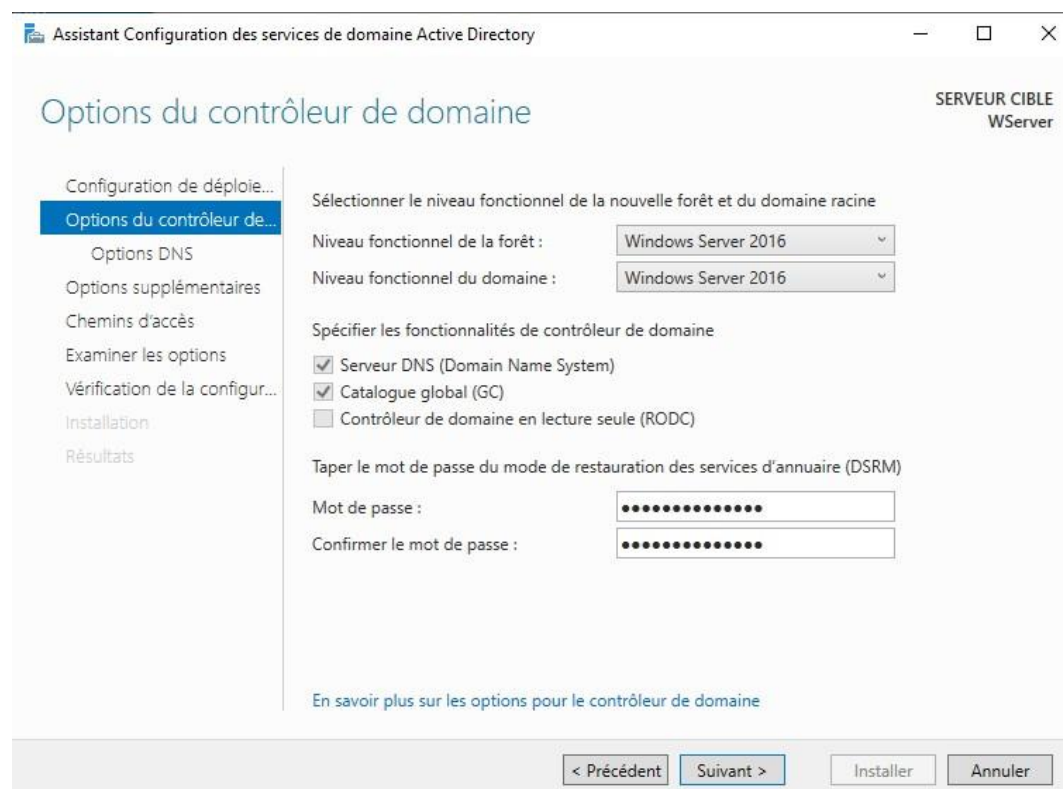 Assistant Configuration des services de domaine Active Directory
Options du contrôleur de domaine
SERVEUR CIBLE
WServer
Configuration de déploie...
Options du contrôleur de...
Options DNS
Options supplémentaires
Chemins d'accès
Examiner les options
Vérification de la configur...
Installation
Résultats
Sélectionner le niveau fonctionnel de la nouvelle forêt et du domaine racine
Niveau fonctionnel de la forêt : Windows Server 2016
Niveau fonctionnel du domaine : Windows Server 2016
Spécifier les fonctionnalités de contrôleur de domaine
Serveur DNS (Domain Name System)
Catalogue global (GC)
Contrôleur de domaine en lecture seule (RODC)
Taper le mot de passe du mode de restauration des services d'annuaire (DSRM)
Mot de passe : ••••••••••••••
Confirmer le mot de passe : ••••••••••••••
En savoir plus sur les options pour le contrôleur de domaine
< Précédent Suivant > Installer Annuler